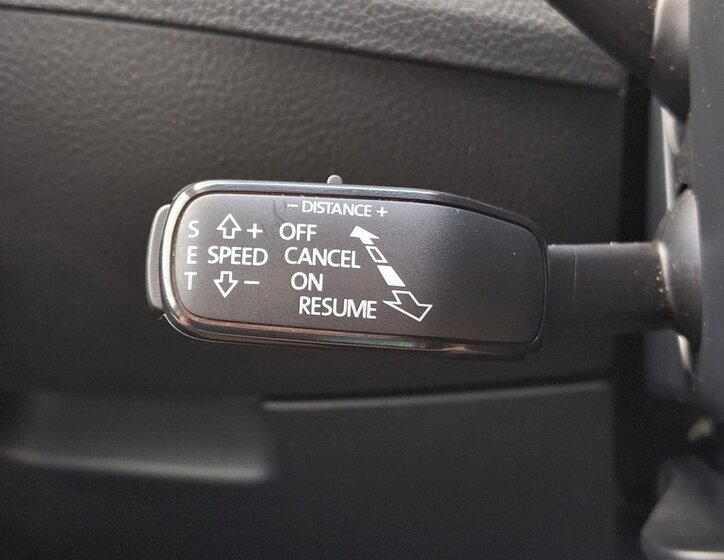 − DISTANCE +
S + OFF
E SPEED CANCEL
T − ON
RESUME